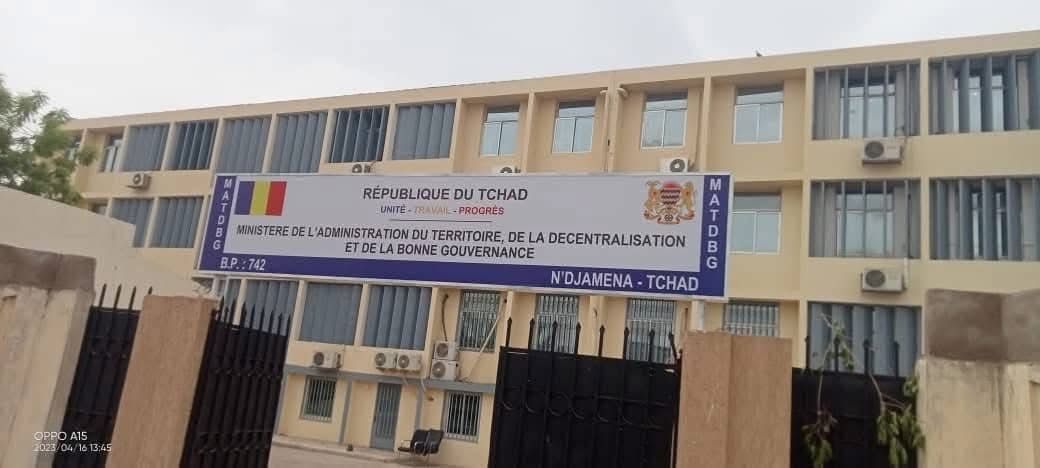 RÉPUBLIQUE DU TCHAD
UNITÉ - TRAVAIL - PROGRÈS
MINISTERE DE L'ADMINISTRATION DU TERRITOIRE, DE LA DECENTRALISATION
ET DE LA BONNE GOUVERNANCE
MATDBG
MATDBG
B.P. : 742
N'DJAMENA - TCHAD
OPPO A15
2023/04/16 13:45